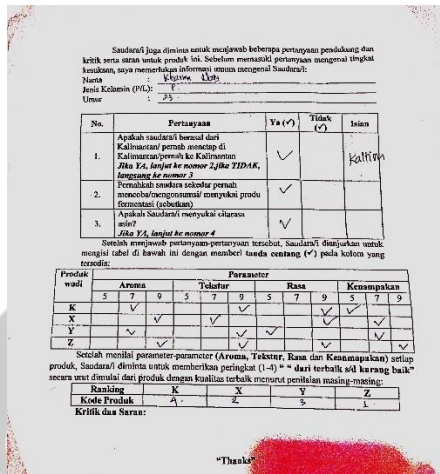 Saudara/i juga diminta untuk menjawab beberapa pertanyaan pendukung dan
kritik serta saran untuk produk ini. Sebelum memasuki pertanyaan mengenai tingkat
kesukaan, saya memerlukan informasi umum mengenai Saudara/i:
Nama :
Jenis Kelamin (P/L): P.
Umur : 23.
No. Pertanyaan Ya (✓) Tidak (✓) Isian
1. Apakah saudara/i berasal dari
Kalimantan/ pernah menetap di
Kalimantan/pernah ke Kalimantan
Jika YA, lanjut ke nomor 2,jika TIDAK,
langsung ke nomor 3 ✓ Kaltim
2. Pernahkah saudara sekedar pernah
mencoba/mengonsumsi/ menyukai produ
fermentasi (sebutkan) ✓
3. Apakah Saudara/i menyukai citarasa
asin?
Jika YA, lanjut ke nomor 4 ✓
Setelah menjawab pertanyaan-pertanyaan tersebut, Saudara/i dianjurkan untuk
mengisi tabel di bawah ini dengan memberi tanda centang (✓) pada kolom yang
tersedia:
Produk wadi Parameter
Aroma Tekstur Rasa Kenampakan
5 7 9 5 7 9 5 7 9 5 7 9
K ✓ ✓ ✓ ✓
X ✓ ✓ ✓ ✓
Y ✓ ✓ ✓ ✓
Z ✓ ✓ ✓ ✓
Setelah menilai parameter-parameter (Aroma, Tekstur, Rasa dan Keanmapakan) setiap
produk, Saudara/i diminta untuk memberikan peringkat (1-4) " " dari terbaik s/d kurang baik"
secara urut dimulai dari produk dengan kualitas terbaik menurut penilaian masing-masing:
Ranking K X Y Z
Kode Produk 4. 2 3 1.
Kritik dan Saran:
"Thanks"